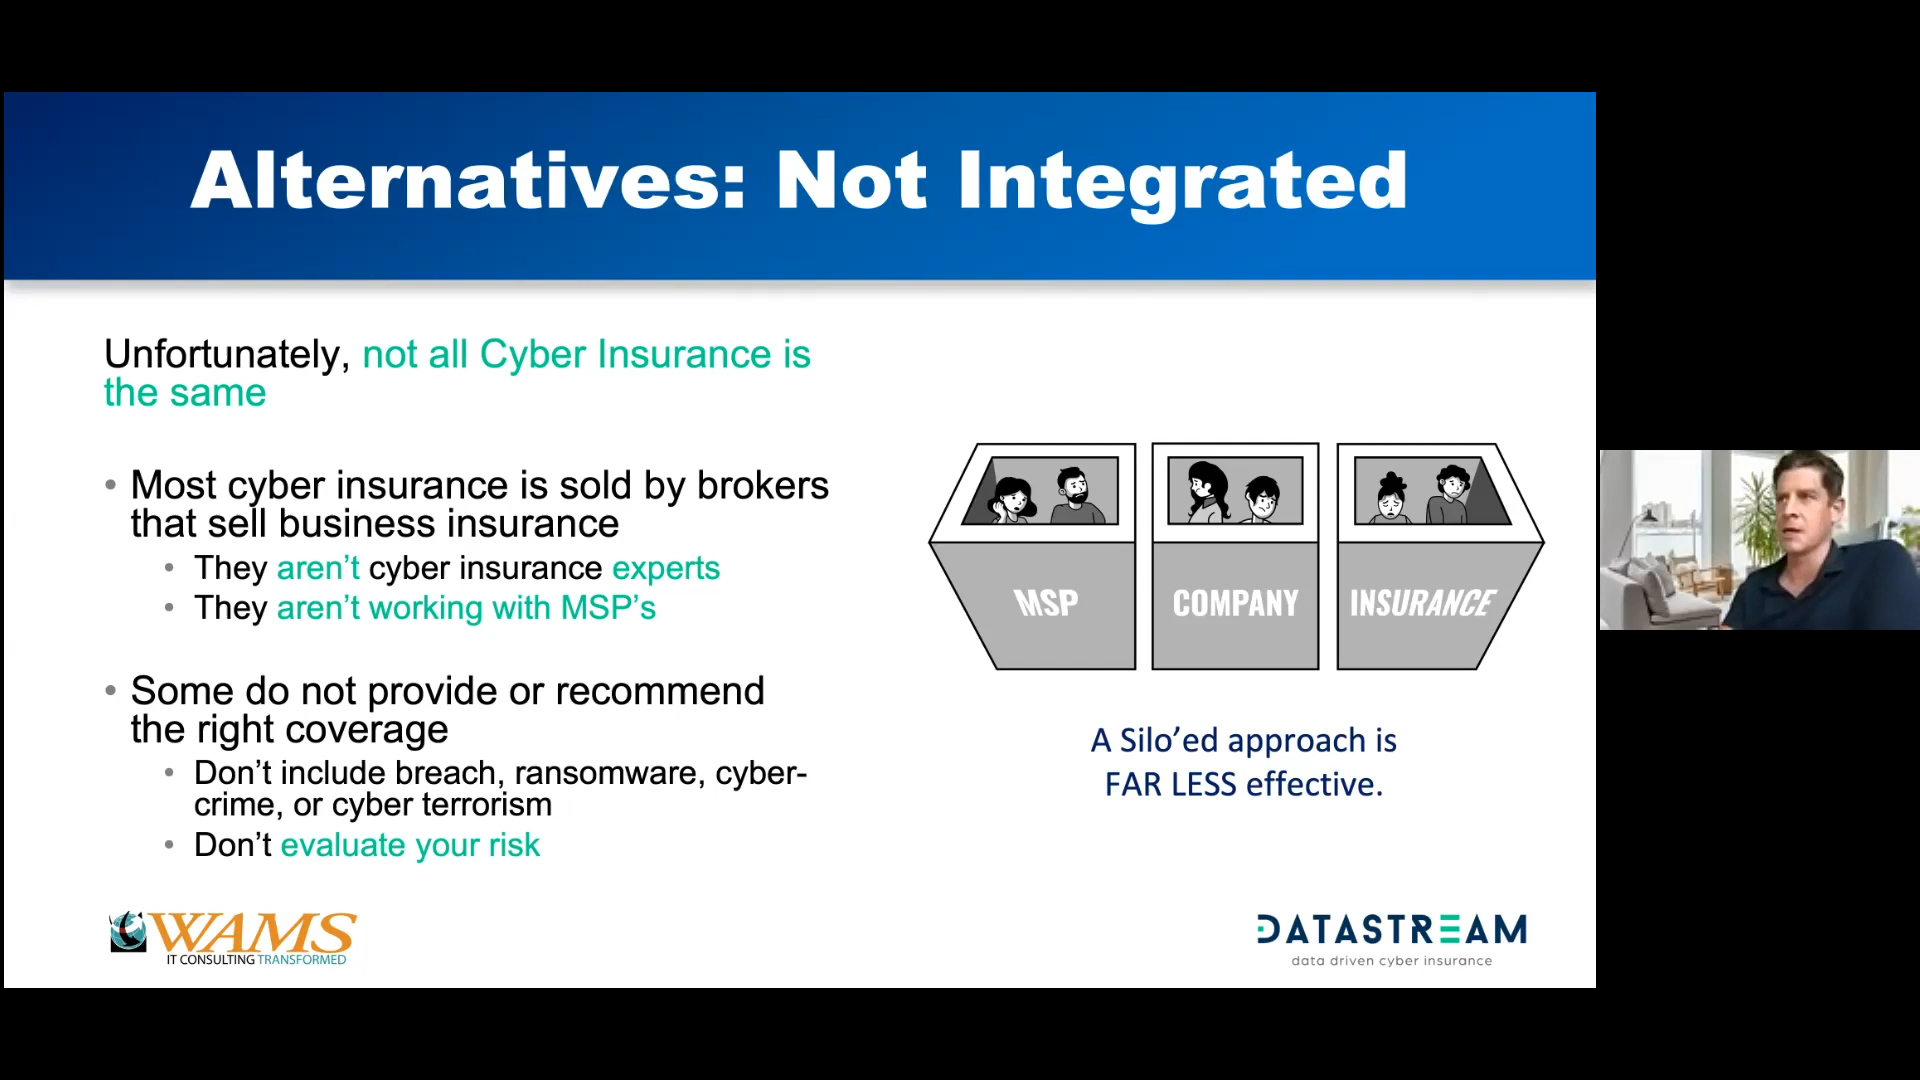 Alternatives: Not Integrated
Unfortunately, not all Cyber Insurance is
the same
• Most cyber insurance is sold by brokers
that sell business insurance
• They aren’t cyber insurance experts
• They aren’t working with MSP’s
• Some do not provide or recommend
the right coverage
• Don’t include breach, ransomware, cyber-
crime, or cyber terrorism
• Don’t evaluate your risk
MSP
COMPANY
INSURANCE
A Silo’ed approach is
FAR LESS effective.
WAMS
IT CONSULTING TRANSFORMED
DATASTREAM
data driven cyber insurance